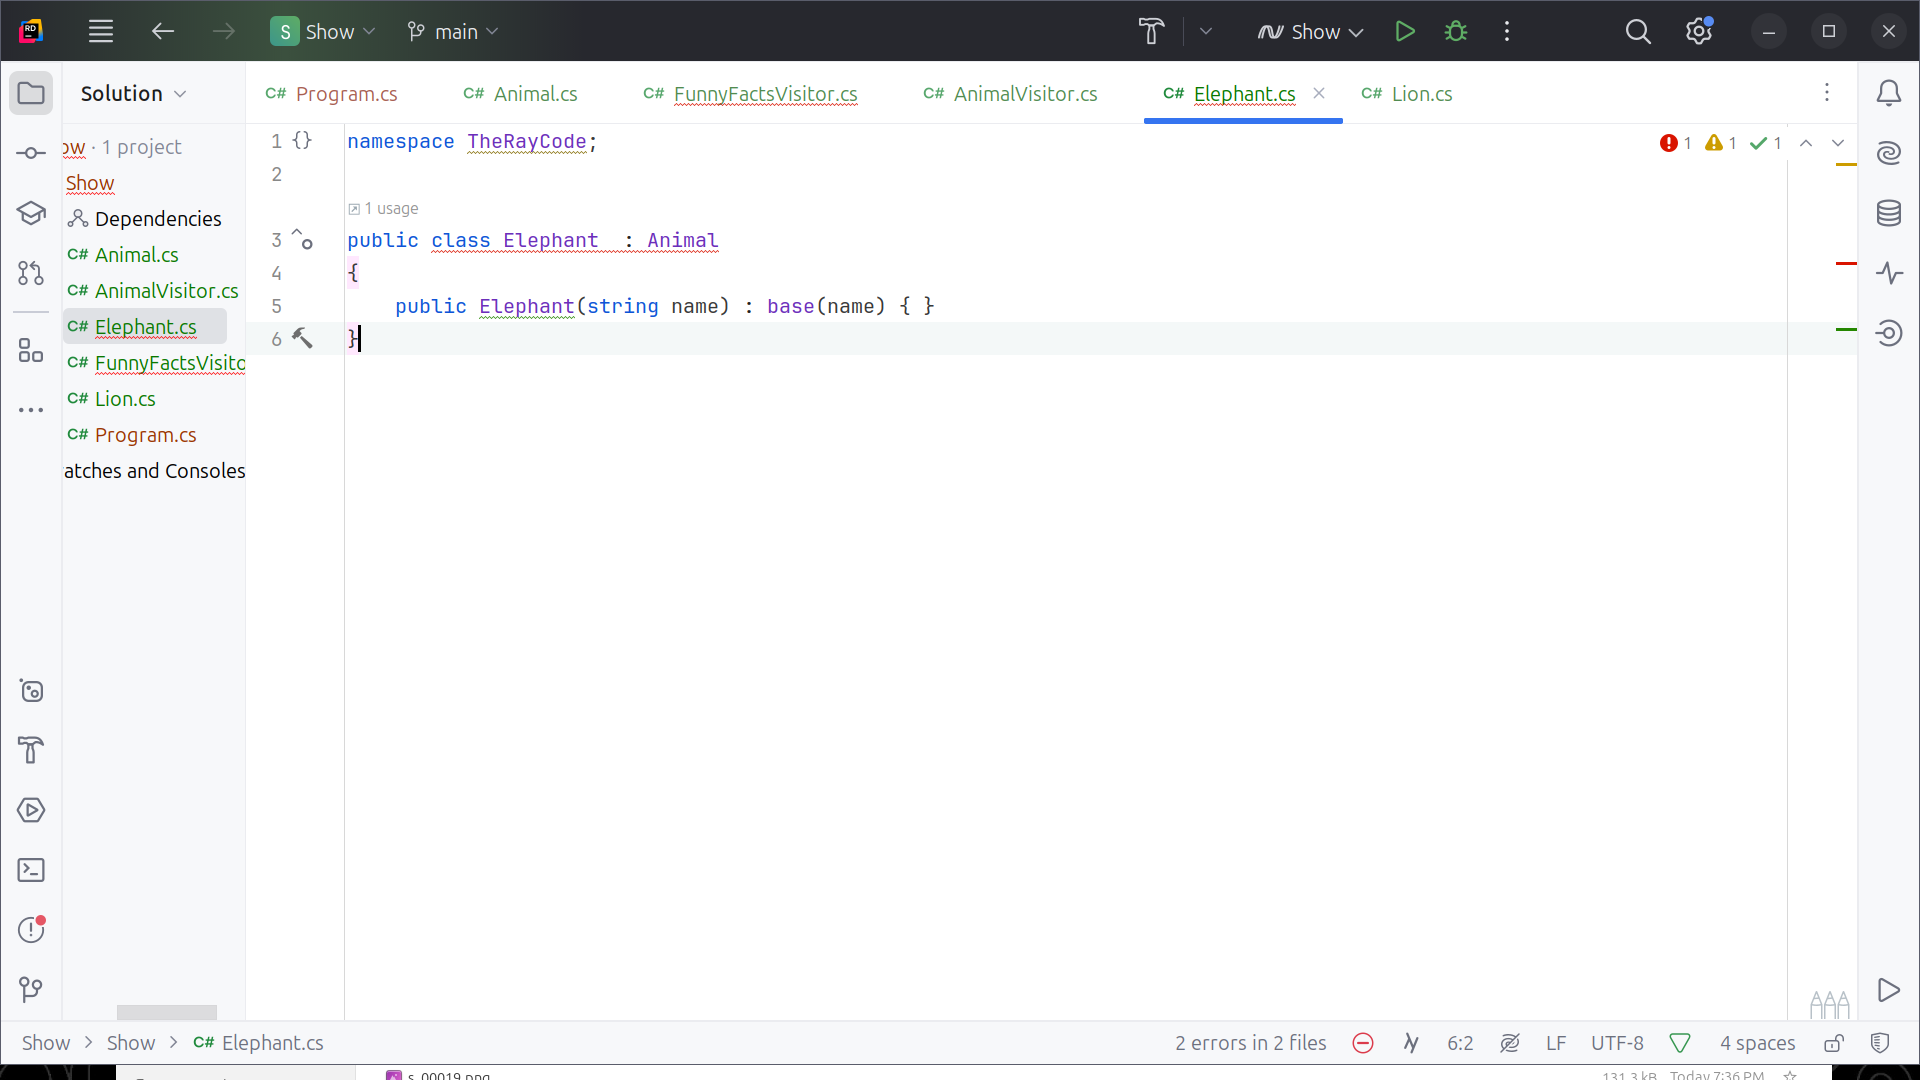 S Show main Show
Solution
C# Program.cs C# Animal.cs C# FunnyFactsVisitor.cs C# AnimalVisitor.cs C# Elephant.cs C# Lion.cs
ow · 1 project
Show
Dependencies
C# Animal.cs
C# AnimalVisitor.cs
C# Elephant.cs
C# FunnyFactsVisito
C# Lion.cs
C# Program.cs
atches and Consoles
1 {} namespace TheRayCode;
1 1 1
2
1 usage
3 public class Elephant  : Animal
4 {
5     public Elephant(string name) : base(name) { }
6 }
Show > Show > C# Elephant.cs 2 errors in 2 files 6:2 LF UTF-8 4 spaces
s_00019.png 131.3 kB Today 7:36 PM